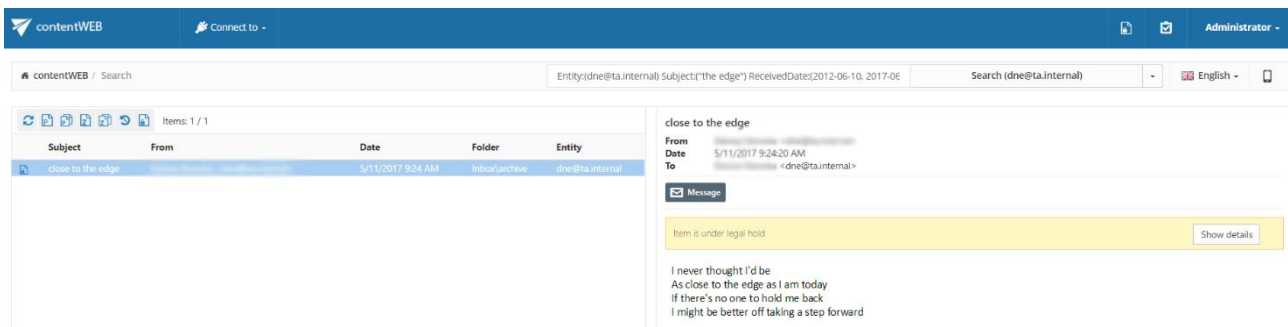 contentWEB
Connect to
Administrator
contentWEB / Search
Entity:(dne@ta.internal) Subject:("the edge") ReceivedDate:(2012-06-10, 2017-06
Search (dne@ta.internal)
English
Items: 1 / 1
Subject From Date Folder Entity
close to the edge 5/11/2017 9:24 AM Inbox\archive dne@ta.internal
close to the edge
From
Date 5/11/2017 9:24:20 AM
To <dne@ta.internal>
Message
Item is under legal hold
Show details
I never thought I'd be
As close to the edge as I am today
If there's no one to hold me back
I might be better off taking a step forward